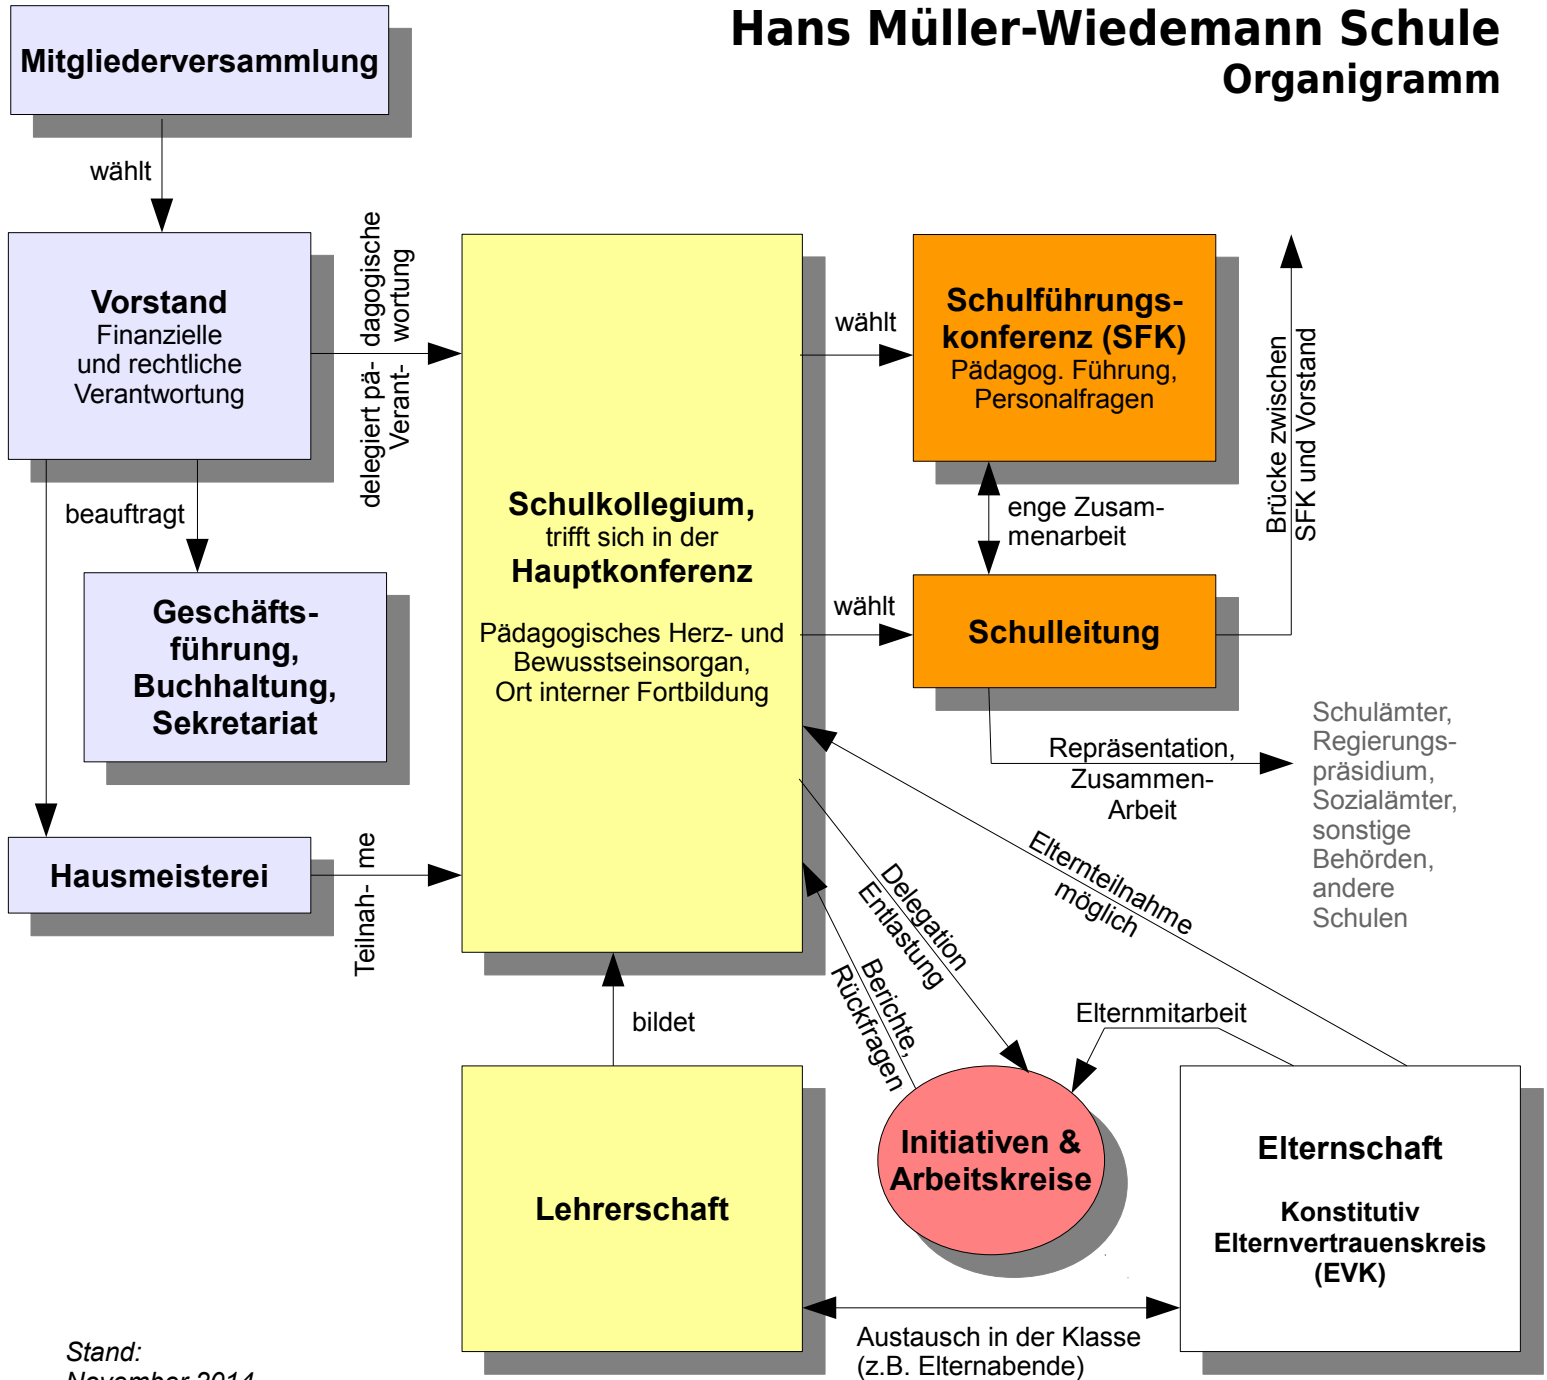 Hans Müller-Wiedemann Schule
Organigramm
Mitgliederversammlung
wählt
Vorstand
Finanzielle
und rechtliche
Verantwortung
delegiert pä- dagogische
Verant- wortung
beauftragt
Geschäfts-
führung,
Buchhaltung,
Sekretariat
Hausmeisterei
Teilnah- me
Schulkollegium,
trifft sich in der
Hauptkonferenz
Pädagogisches Herz- und
Bewusstseinsorgan,
Ort interner Fortbildung
wählt
Schulführungs-
konferenz (SFK)
Pädagog. Führung,
Personalfragen
enge Zusam-
menarbeit
Brücke zwischen
SFK und Vorstand
wählt
Schulleitung
Repräsentation,
Zusammen-
Arbeit
Schulämter,
Regierungs-
präsidium,
Sozialämter,
sonstige
Behörden,
andere
Schulen
Elternteilnahme
möglich
Delegation
Entlastung
Berichte,
Rückfragen
bildet
Elternmitarbeit
Lehrerschaft
Initiativen &
Arbeitskreise
Elternschaft
Konstitutiv
Elternvertrauenskreis
(EVK)
Austausch in der Klasse
(z.B. Elternabende)
Stand:
November 2014